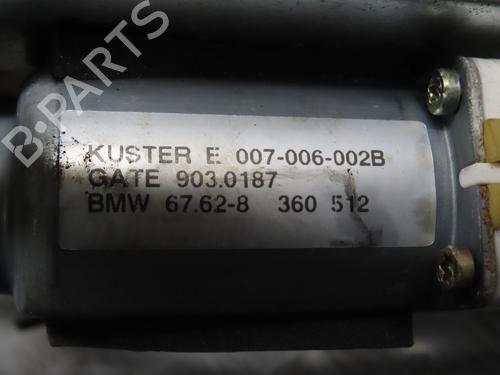 B-PARTS
KUSTER E 007-006-002B
GATE 903.0187
BMW 67.62-8 360 512